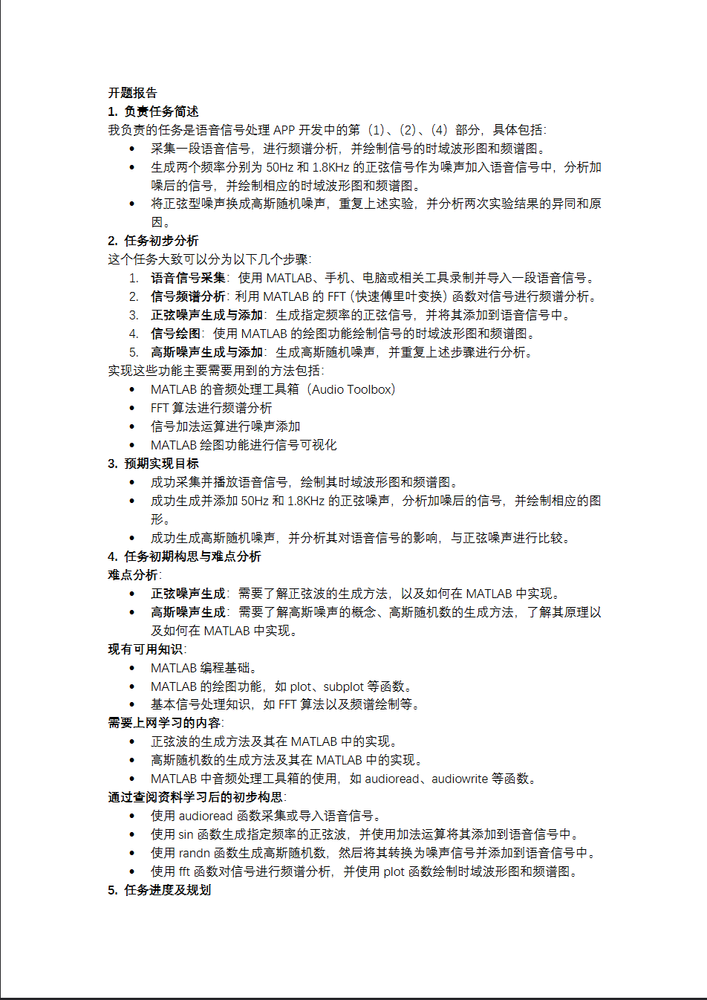 开题报告
1. 负责任务简述
我负责的任务是语音信号处理 APP 开发中的第（1）、（2）、（4）部分，具体包括：
• 采集一段语音信号，进行频谱分析，并绘制信号的时域波形图和频谱图。
• 生成两个频率分别为 50Hz 和 1.8KHz 的正弦信号作为噪声加入语音信号中，分析加
噪后的信号，并绘制相应的时域波形图和频谱图。
• 将正弦型噪声换成高斯随机噪声，重复上述实验，并分析两次实验结果的异同和原
因。
2. 任务初步分析
这个任务大致可以分为以下几个步骤：
1. 语音信号采集：使用 MATLAB、手机、电脑或相关工具录制并导入一段语音信号。
2. 信号频谱分析：利用 MATLAB 的 FFT（快速傅里叶变换）函数对信号进行频谱分析。
3. 正弦噪声生成与添加：生成指定频率的正弦信号，并将其添加到语音信号中。
4. 信号绘图：使用 MATLAB 的绘图功能绘制信号的时域波形图和频谱图。
5. 高斯噪声生成与添加：生成高斯随机噪声，并重复上述步骤进行分析。
实现这些功能主要需要用到的方法包括：
• MATLAB 的音频处理工具箱（Audio Toolbox）
• FFT 算法进行频谱分析
• 信号加法运算进行噪声添加
• MATLAB 绘图功能进行信号可视化
3. 预期实现目标
• 成功采集并播放语音信号，绘制其时域波形图和频谱图。
• 成功生成并添加 50Hz 和 1.8KHz 的正弦噪声，分析加噪后的信号，并绘制相应的图
形。
• 成功生成高斯随机噪声，并分析其对语音信号的影响，与正弦噪声进行比较。
4. 任务初期构思与难点分析
难点分析：
• 正弦噪声生成：需要了解正弦波的生成方法，以及如何在 MATLAB 中实现。
• 高斯噪声生成：需要了解高斯噪声的概念、高斯随机数的生成方法，了解其原理以
及如何在 MATLAB 中实现。
现有可用知识：
• MATLAB 编程基础。
• MATLAB 的绘图功能，如 plot、subplot 等函数。
• 基本信号处理知识，如 FFT 算法以及频谱绘制等。
需要上网学习的内容：
• 正弦波的生成方法及其在 MATLAB 中的实现。
• 高斯随机数的生成方法及其在 MATLAB 中的实现。
• MATLAB 中音频处理工具箱的使用，如 audioread、audiowrite 等函数。
通过查阅资料学习后的初步构思：
• 使用 audioread 函数采集或导入语音信号。
• 使用 sin 函数生成指定频率的正弦波，并使用加法运算将其添加到语音信号中。
• 使用 randn 函数生成高斯随机数，然后将其转换为噪声信号并添加到语音信号中。
• 使用 fft 函数对信号进行频谱分析，并使用 plot 函数绘制时域波形图和频谱图。
5. 任务进度及规划